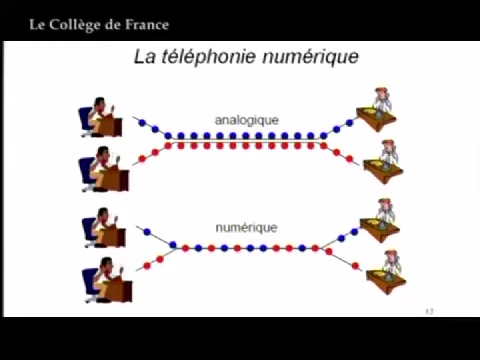 Le Collège de France
La téléphonie numérique
analogique
numérique
12